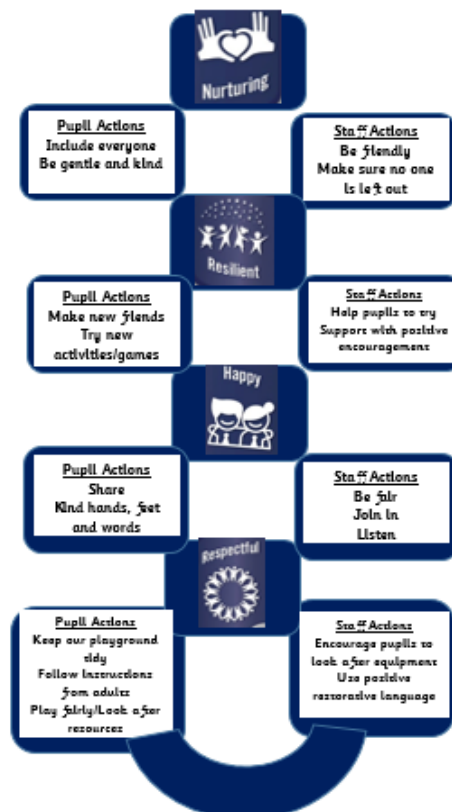 Nurturing
Pupil Actions
Include everyone
Be gentle and kind
Staff Actions
Be friendly
Make sure no one
is left out
Resilient
Pupil Actions
Make new friends
Try new
activities/games
Staff Actions
Help pupils to try
Support with positive
encouragement
Happy
Pupil Actions
Share
Kind hands, feet
and words
Staff Actions
Be fair
Join in
Listen
Respectful
Pupil Actions
Keep our playground
tidy
Follow instructions
from adults
Play fairly/Look after
resources
Staff Actions
Encourage pupils to
look after equipment
Use positive
restorative language